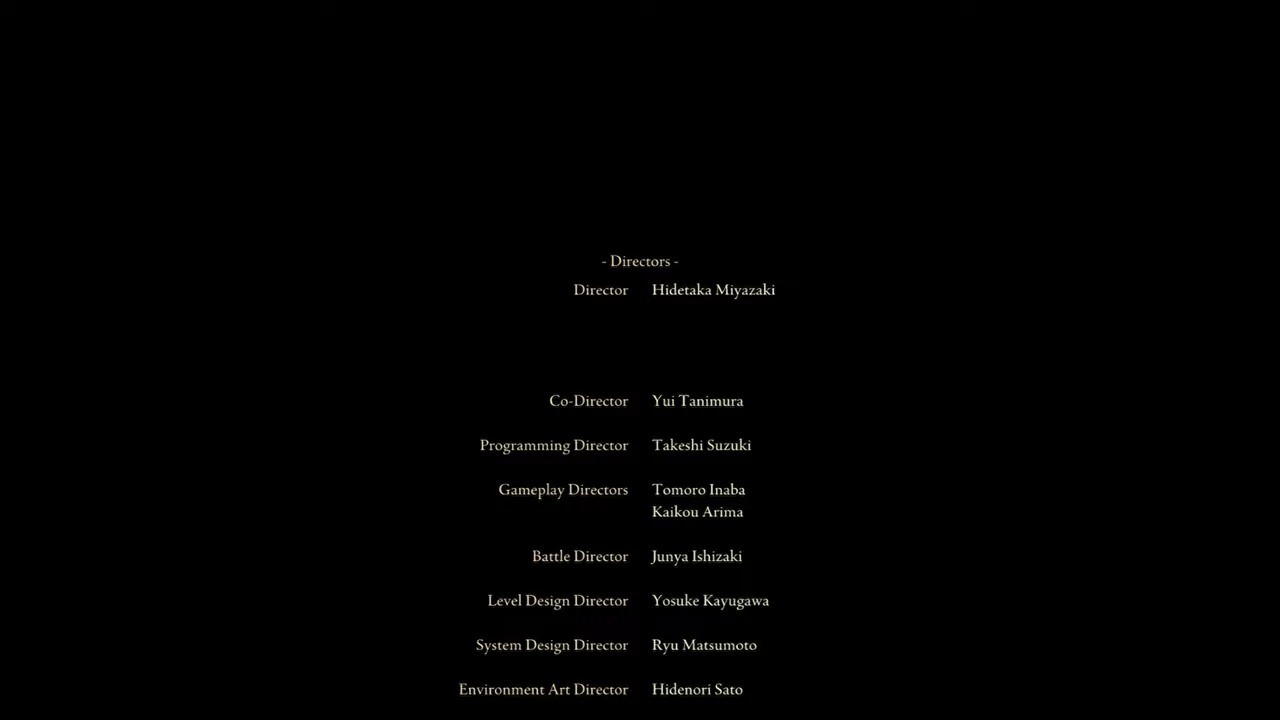 - Directors -
Director Hidetaka Miyazaki
Co-Director Yui Tanimura
Programming Director Takeshi Suzuki
Gameplay Directors Tomoro Inaba
Kaikou Arima
Battle Director Junya Ishizaki
Level Design Director Yosuke Kayugawa
System Design Director Ryu Matsumoto
Environment Art Director Hidenori Sato